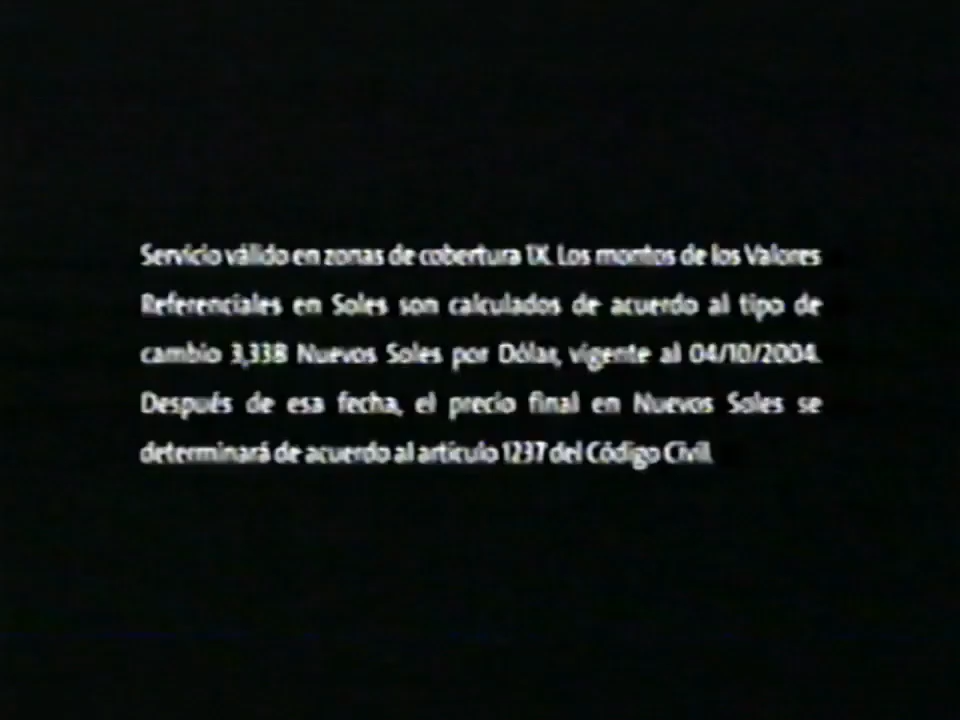 Servicio válido en zonas de cobertura 1X. Los montos de los Valores
Referenciales en Soles son calculados de acuerdo al tipo de
cambio 3,338 Nuevos Soles por Dólar, vigente al 04/10/2004.
Después de esa fecha, el precio final en Nuevos Soles se
determinará de acuerdo al artículo 1237 del Código Civil.